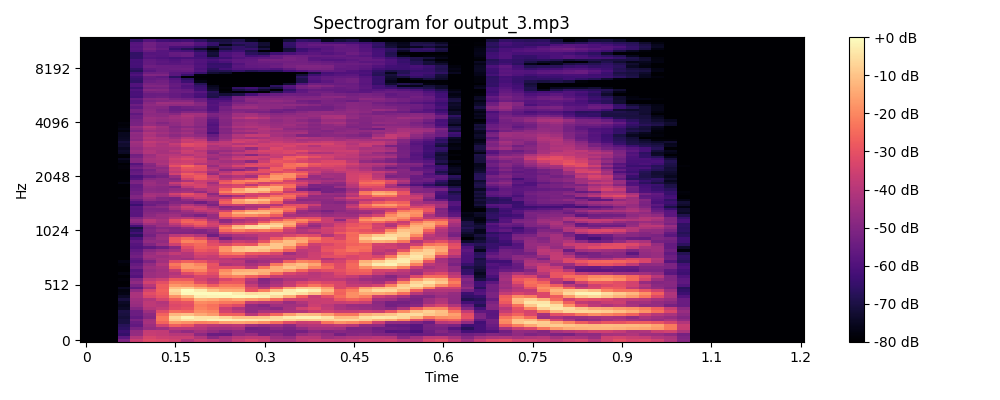 Spectrogram for output_3.mp3
+0 dB
8192
-10 dB
4096
-20 dB
-30 dB
Hz
2048
-40 dB
1024
-50 dB
512
-60 dB
-70 dB
0
-80 dB
0 0.15 0.3 0.45 0.6 0.75 0.9 1.1 1.2
Time